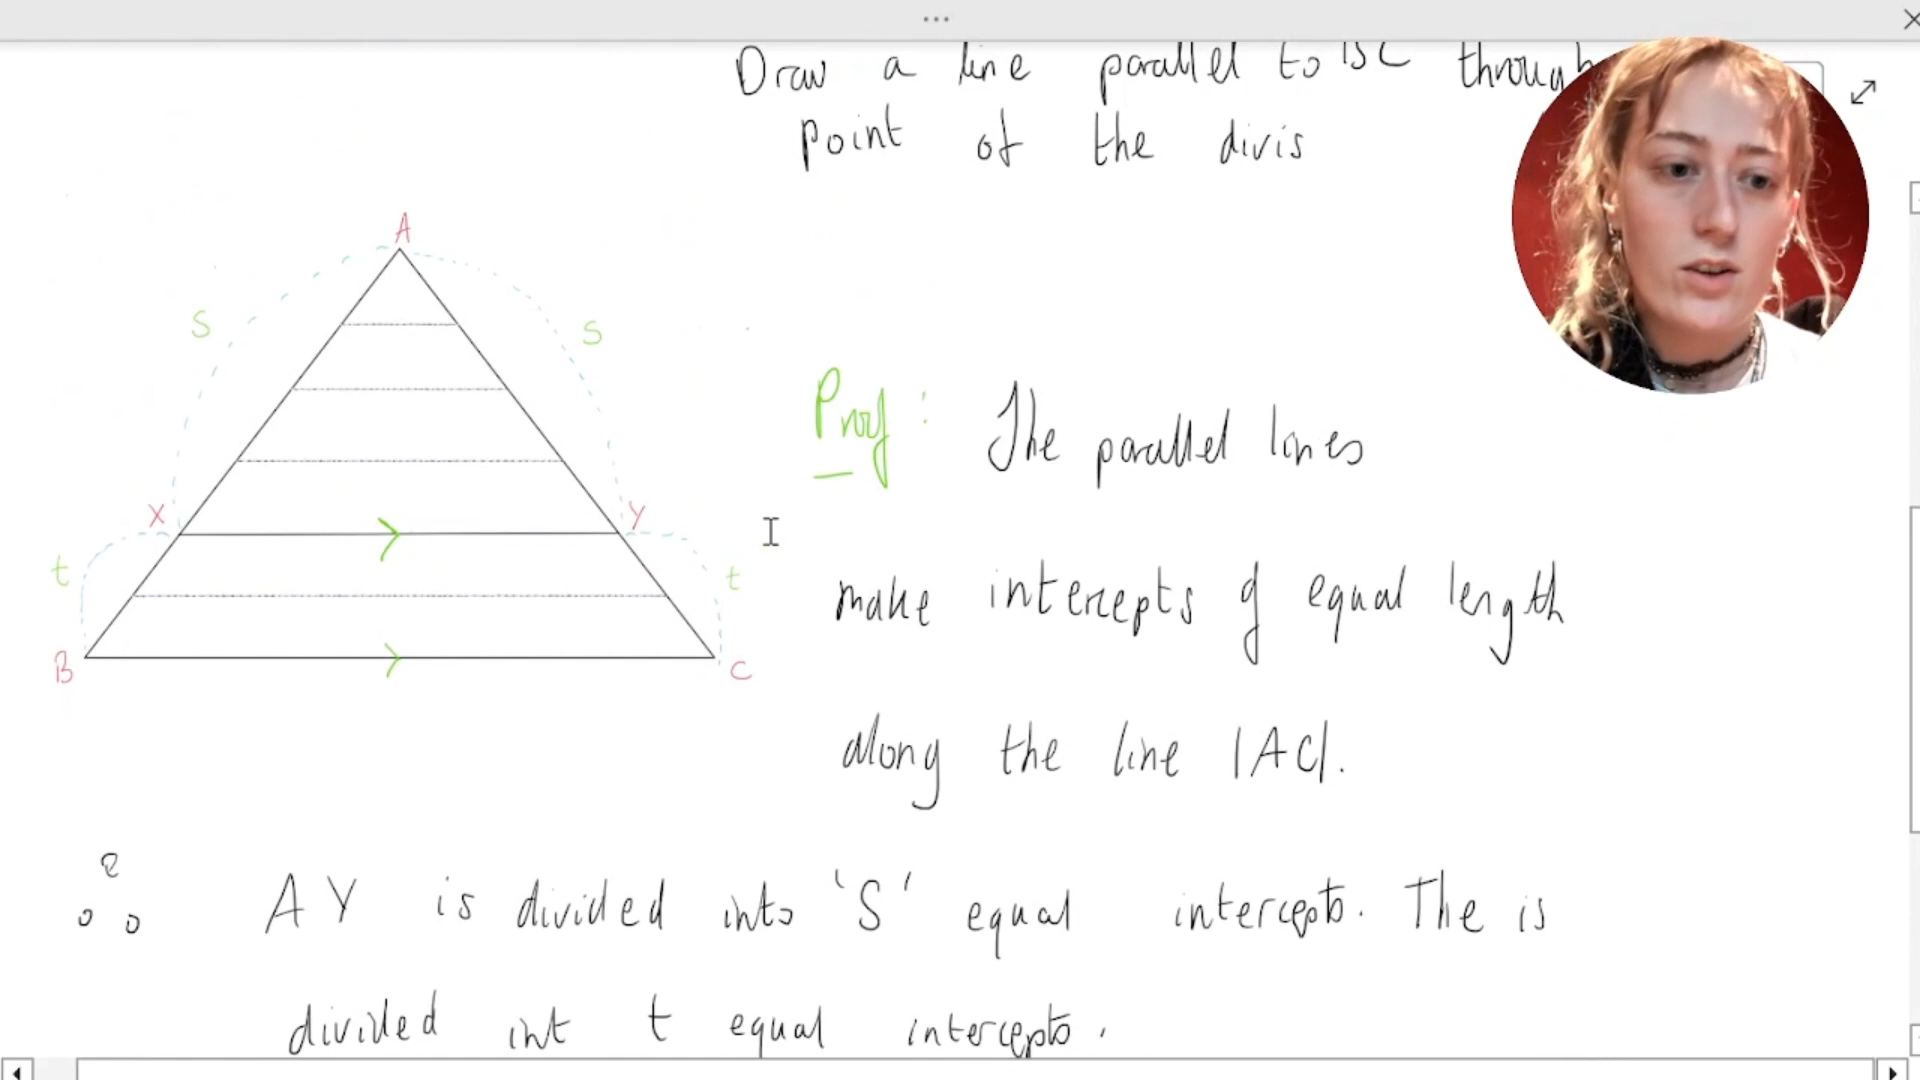 Draw a line parallel to BC through
point of the divis
A
S
S
Proof: The parallel lines
X
Y
t
t
make intercepts of equal length
B
C
along the line |AC|.
AY is divided into 'S' equal intercepts. The is
divided int t equal intercepts.